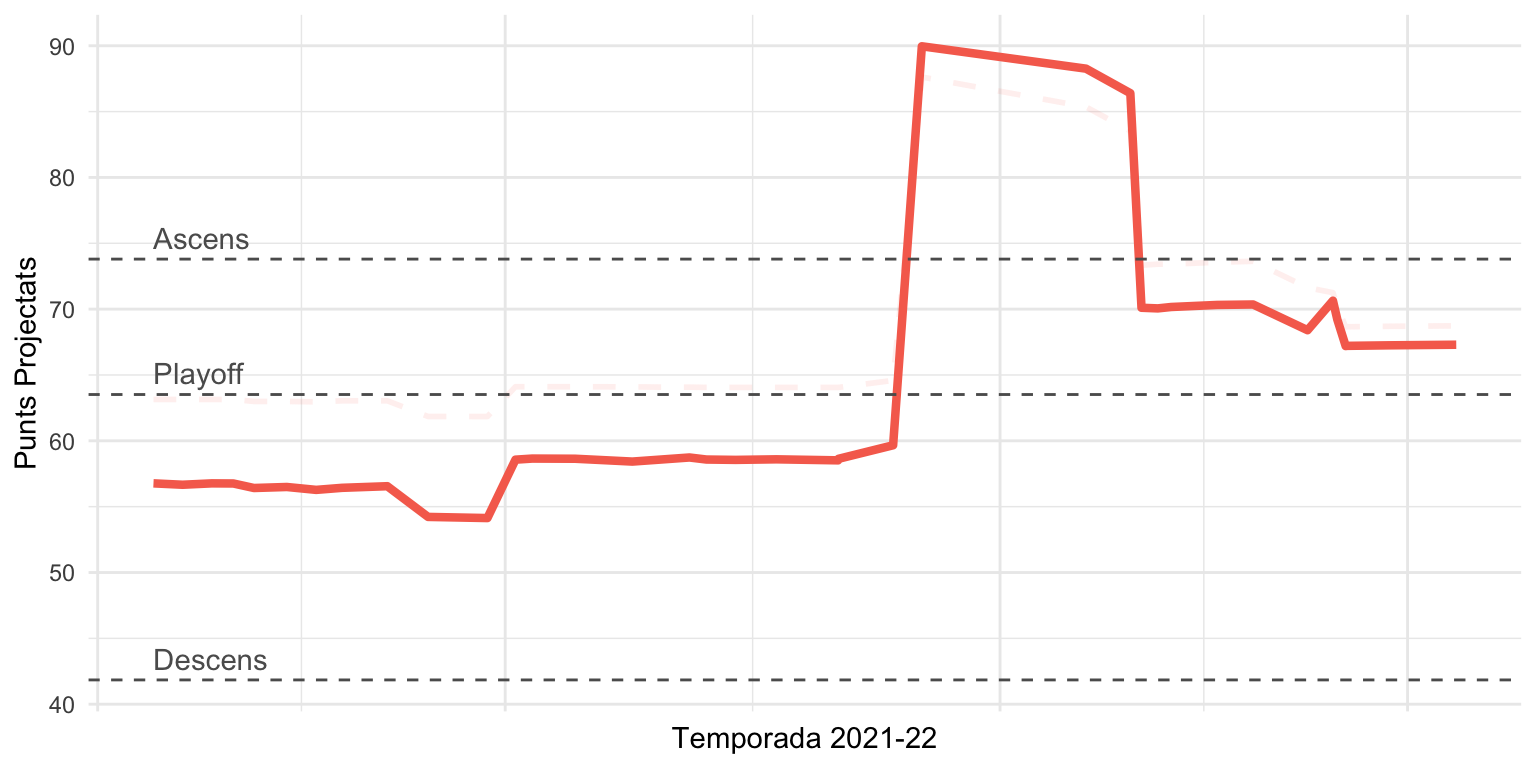 90
80
70
60
50
40
Punts Projectats
Ascens
Playoff
Descens
Temporada 2021-22